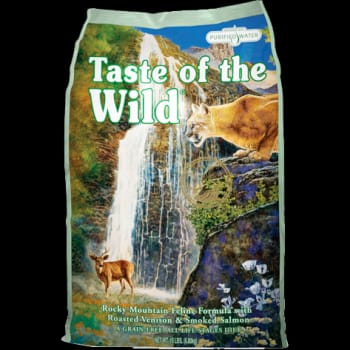 PURIFIED WATER
Taste of the
Wild
Rocky Mountain Feline Formula with
Roasted Venison & Smoked Salmon
A GRAIN-FREE ALL LIFE STAGES DIET